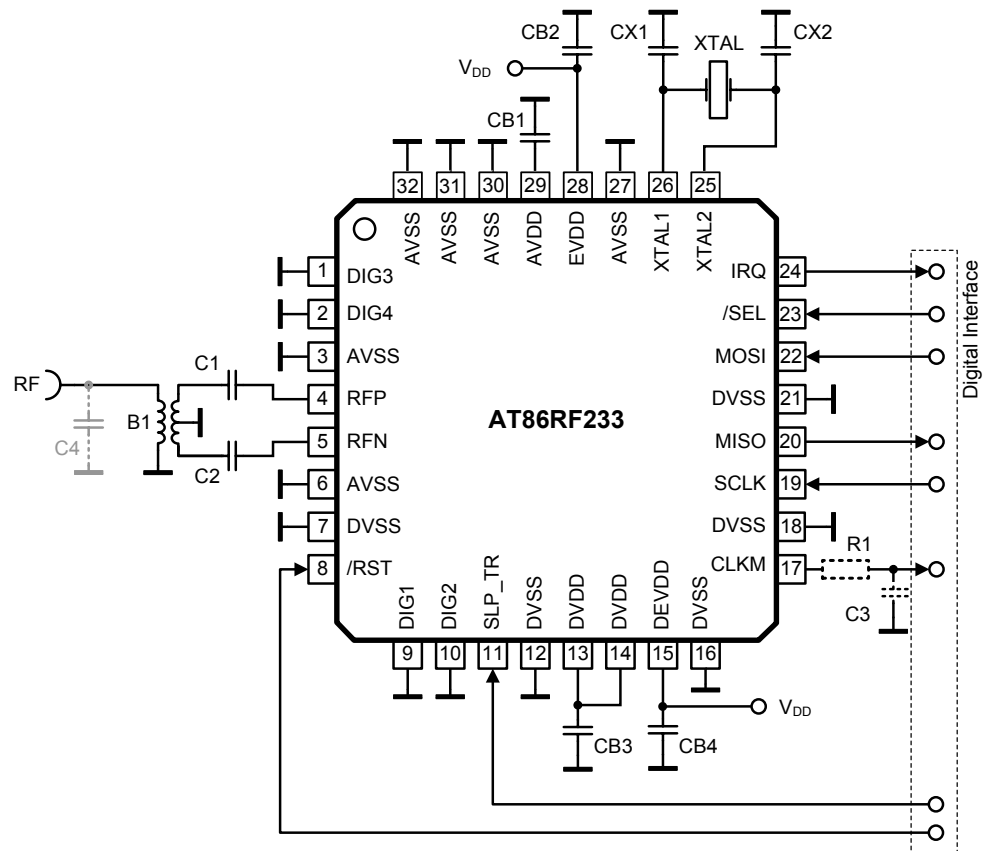 CB2
CX1
XTAL
CX2
VDD
CB1
32
31
30
29
28
27
26
25
AVSS
AVSS
AVSS
AVDD
EVDD
AVSS
XTAL1
XTAL2
1 DIG3
IRQ 24
2 DIG4
/SEL 23
3 AVSS
MOSI 22
Digital Interface
RF
C1
4 RFP
AT86RF233
DVSS 21
B1
C4
5 RFN
MISO 20
C2
6 AVSS
SCLK 19
7 DVSS
DVSS 18
8 /RST
CLKM 17
R1
C3
DIG1
DIG2
SLP_TR
DVSS
DVDD
DVDD
DEVDD
DVSS
9
10
11
12
13
14
15
16
VDD
CB3
CB4